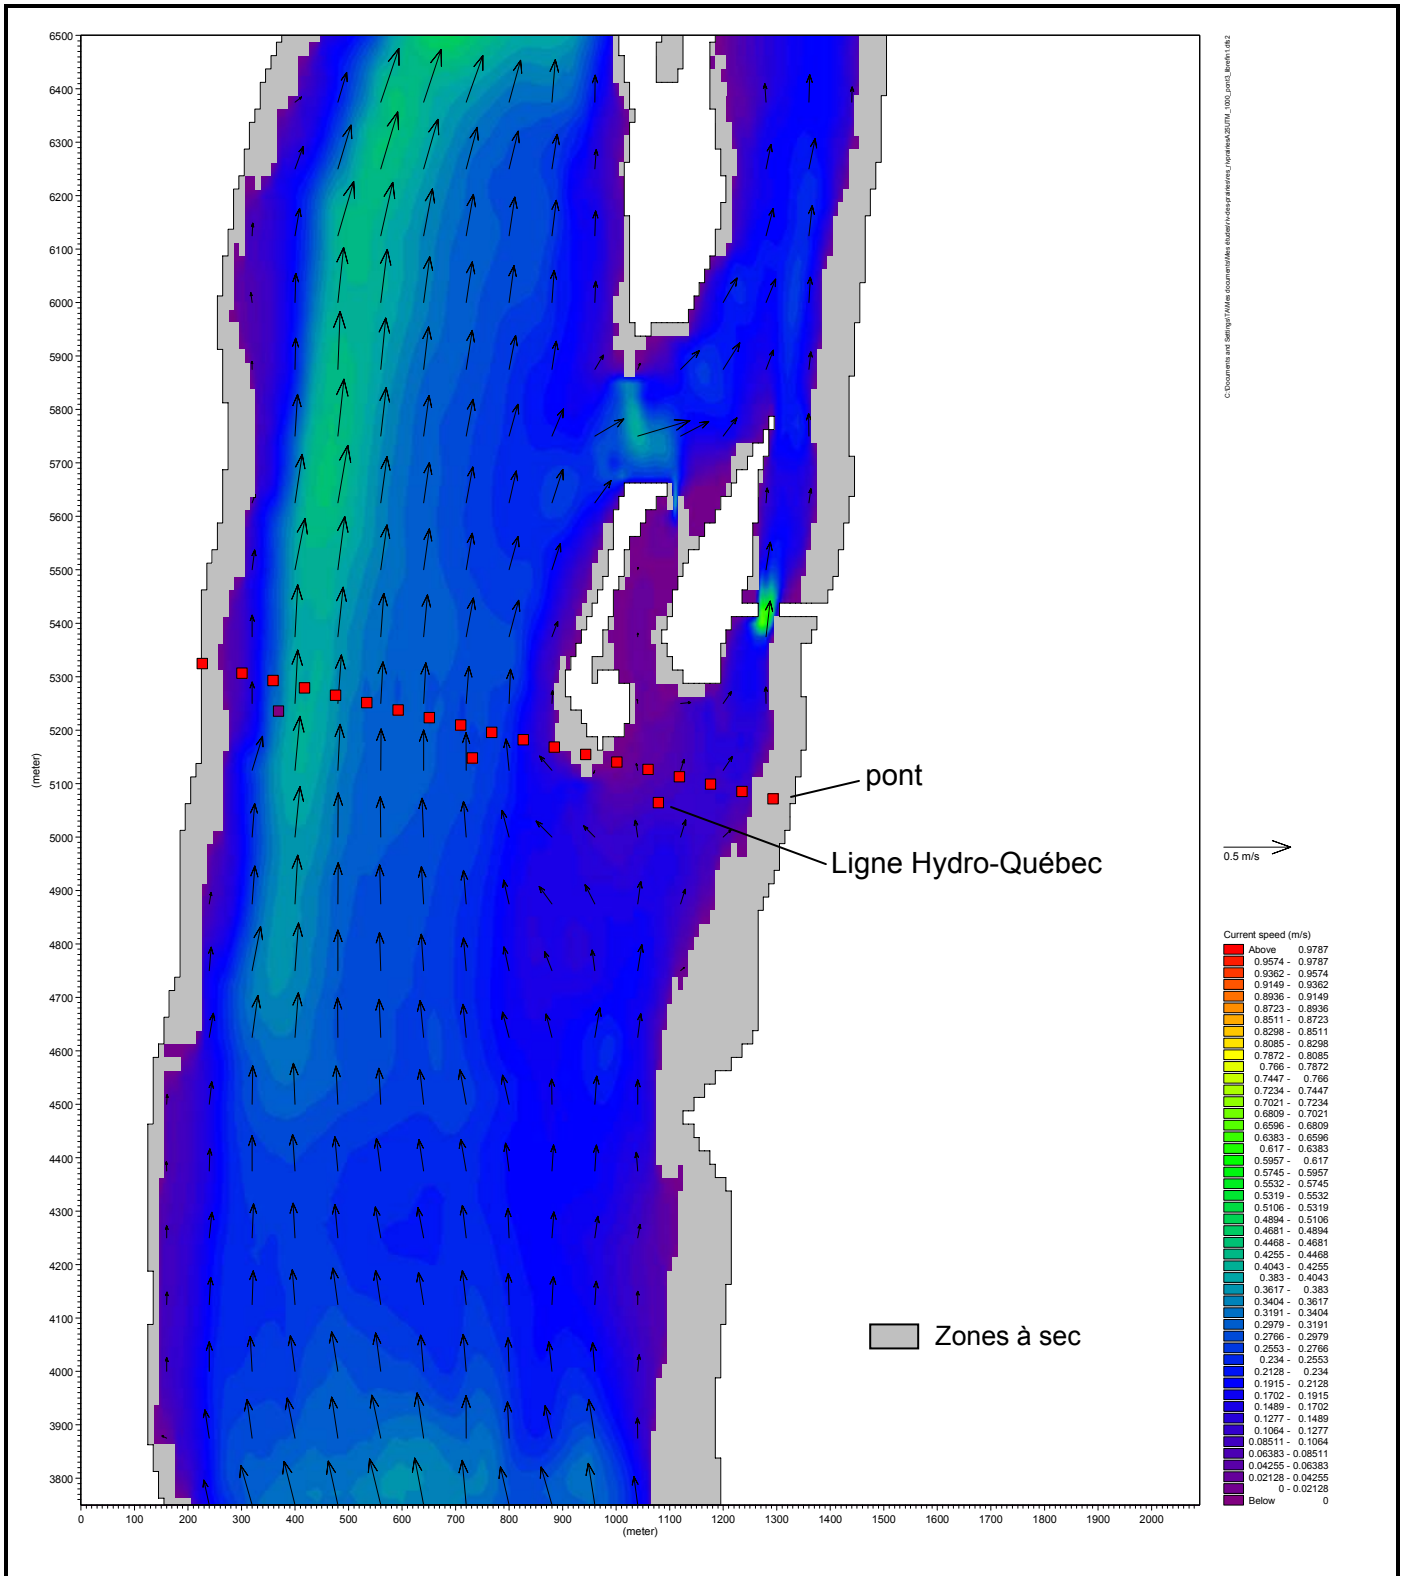 6500
6400
6300
6200
6100
6000
5900
5800
5700
5600
5500
5400
5300
5200
5100
5000
4900
4800
4700
4600
4500
4400
4300
4200
4100
4000
3900
3800
(meter)
0 100 200 300 400 500 600 700 800 900 1000 1100 1200 1300 1400 1500 1600 1700 1800 1900 2000
(meter)
pont
Ligne Hydro-Québec
Zones à sec
0.5 m/s
Current speed (m/s)
Above 0.9787
0.9574 - 0.9787
0.9362 - 0.9574
0.9149 - 0.9362
0.8936 - 0.9149
0.8723 - 0.8936
0.8511 - 0.8723
0.8298 - 0.8511
0.8085 - 0.8298
0.7872 - 0.8085
0.766 - 0.7872
0.7447 - 0.766
0.7234 - 0.7447
0.7021 - 0.7234
0.6809 - 0.7021
0.6596 - 0.6809
0.6383 - 0.6596
0.617 - 0.6383
0.5957 - 0.617
0.5745 - 0.5957
0.5532 - 0.5745
0.5319 - 0.5532
0.5106 - 0.5319
0.4894 - 0.5106
0.4681 - 0.4894
0.4468 - 0.4681
0.4255 - 0.4468
0.4043 - 0.4255
0.383 - 0.4043
0.3617 - 0.383
0.3404 - 0.3617
0.3191 - 0.3404
0.2979 - 0.3191
0.2766 - 0.2979
0.2553 - 0.2766
0.234 - 0.2553
0.2128 - 0.234
0.1915 - 0.2128
0.1702 - 0.1915
0.1489 - 0.1702
0.1277 - 0.1489
0.1064 - 0.1277
0.08511 - 0.1064
0.06383 - 0.08511
0.04255 - 0.06383
0.02128 - 0.04255
0 - 0.02128
Below 0